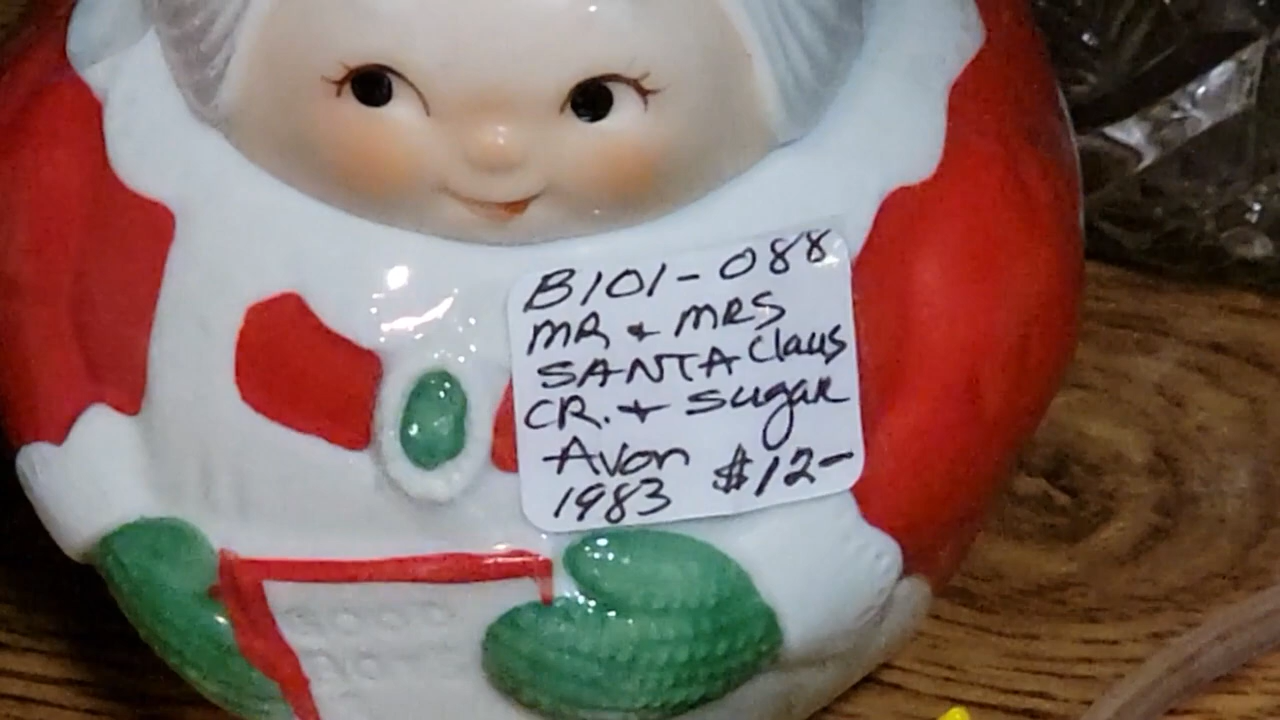 B101-088
MR + MRS
SANTA Claus
CR. + Sugar
Avon
1983 $12-